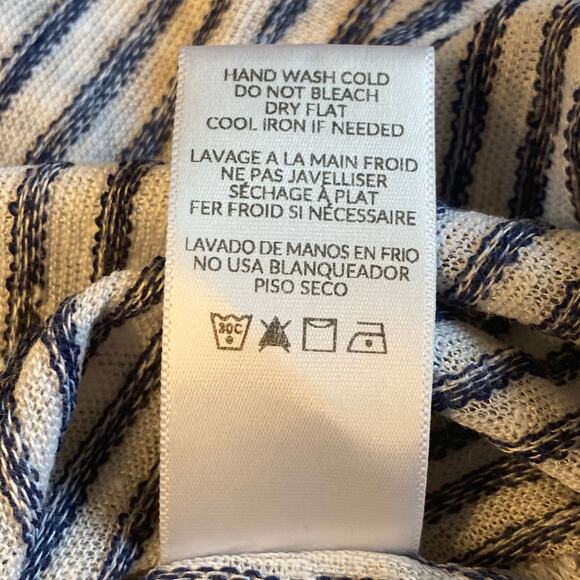 HAND WASH COLD
DO NOT BLEACH
DRY FLAT
COOL IRON IF NEEDED
LAVAGE A LA MAIN FROID
NE PAS JAVELLISER
SÉCHAGE À PLAT
FER FROID SI NÉCESSAIRE
LAVADO DE MANOS EN FRIO
NO USA BLANQUEADOR
PISO SECO
30C